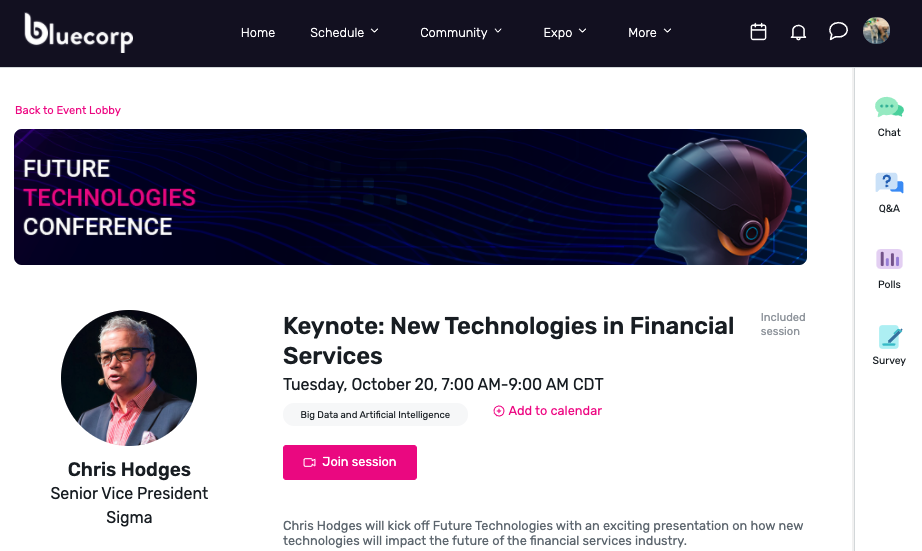 bluecorp
Home
Schedule
Community
Expo
More
Back to Event Lobby
FUTURE
TECHNOLOGIES
CONFERENCE
Chat
?
Q&A
Polls
Survey
Keynote: New Technologies in Financial
Services
Included
session
Tuesday, October 20, 7:00 AM-9:00 AM CDT
Big Data and Artificial Intelligence
Add to calendar
Join session
Chris Hodges
Senior Vice President
Sigma
Chris Hodges will kick off Future Technologies with an exciting presentation on how new
technologies will impact the future of the financial services industry.